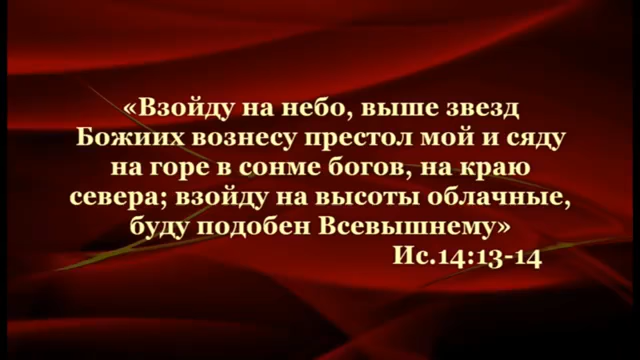 «Взойду на небо, выше звезд
Божиих вознесу престол мой и сяду
на горе в сонме богов, на краю
севера; взойду на высоты облачные,
буду подобен Всевышнему»
Ис.14:13-14